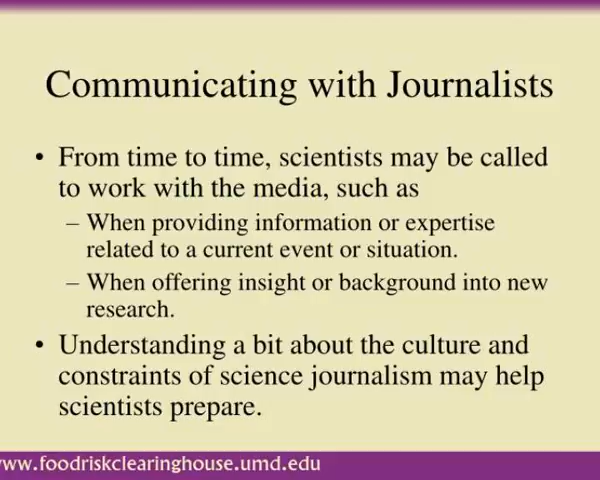 Communicating with Journalists
• From time to time, scientists may be called
to work with the media, such as
– When providing information or expertise
related to a current event or situation.
– When offering insight or background into new
research.
• Understanding a bit about the culture and
constraints of science journalism may help
scientists prepare.
www.foodriskclearinghouse.umd.edu